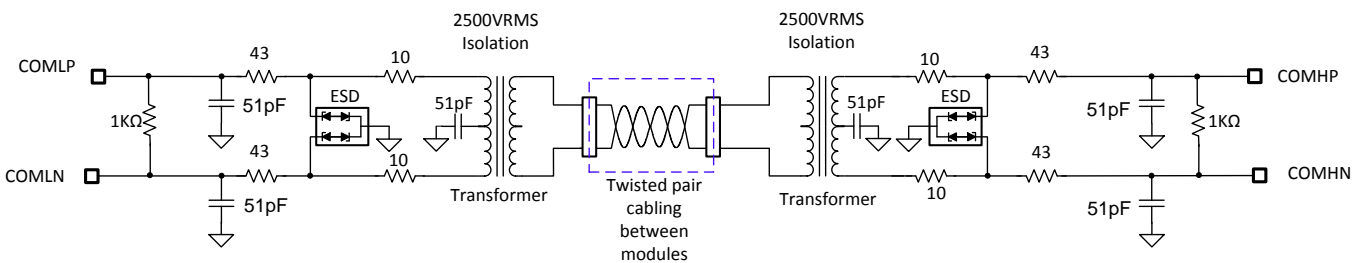 2500VRMS
Isolation
2500VRMS
Isolation
43
10
10
43
COMLP
COMHP
ESD
51pF
51pF
ESD
51pF
51pF
1KΩ
1KΩ
43
10
10
43
COMLN
COMHN
Transformer
Twisted pair
cabling
between
modules
Transformer
51pF
51pF